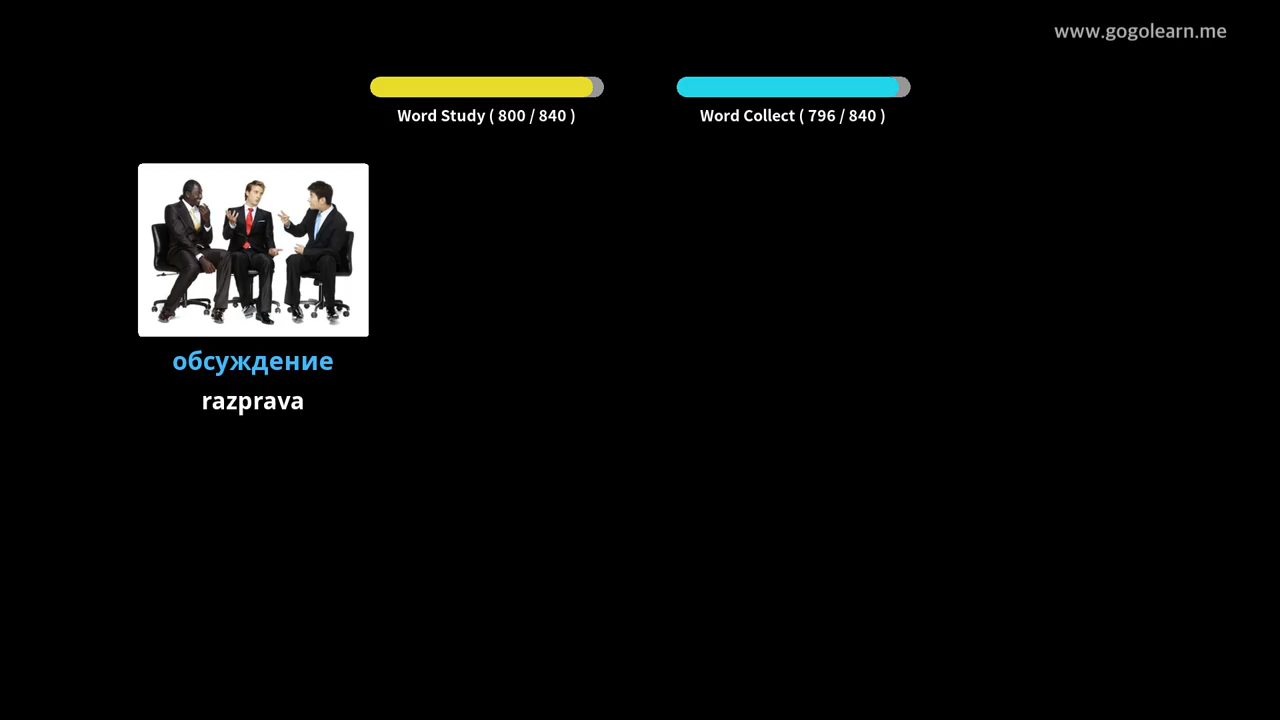 www.gogolearn.me
Word Study ( 800 / 840 )
Word Collect ( 796 / 840 )
обсуждение
razprava